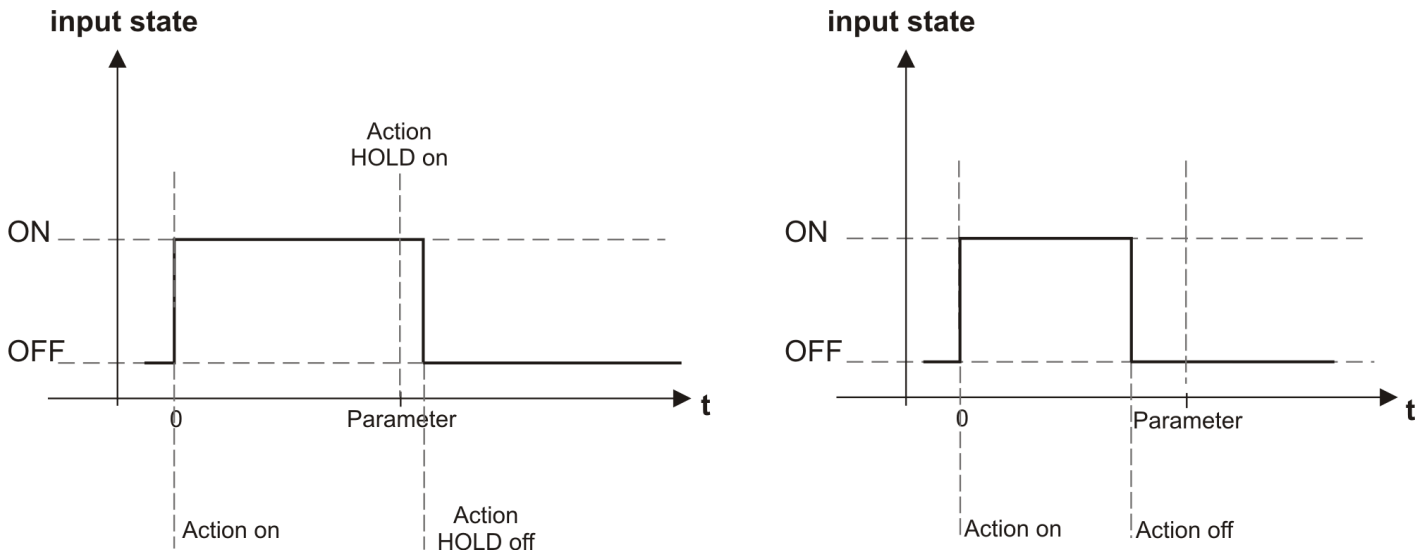 input state
Action
HOLD on
ON
OFF
0
Parameter
t
Action on
Action
HOLD off
input state
ON
OFF
0
Parameter
t
Action on
Action off